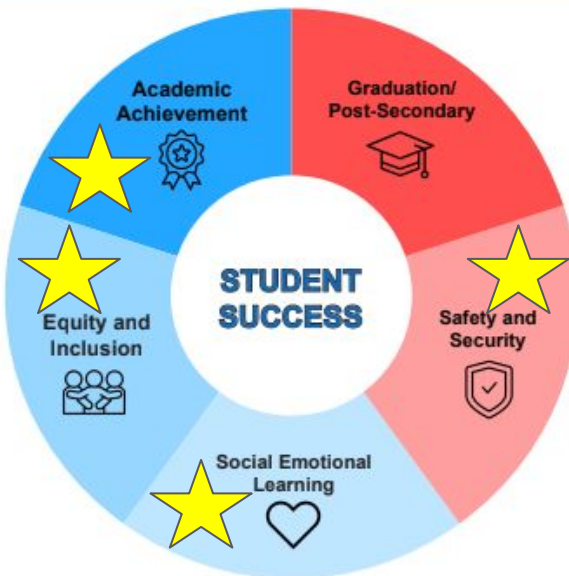 Academic
Achievement
Graduation/
Post-Secondary
STUDENT
SUCCESS
Equity and
Inclusion
Safety and
Security
Social Emotional
Learning